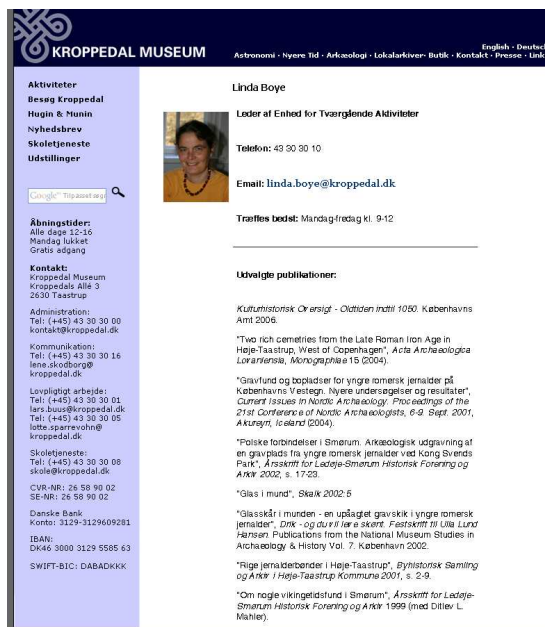 KROPPEDAL MUSEUM
English · Deutsch
Astronomi · Nyere Tid · Arkæologi · Lokalarkiver· Butik · Kontakt · Presse · Link
Aktiviteter
Besøg Kroppedal
Hugin & Munin
Nyhedsbrev
Skoletjeneste
Udstillinger
Google™ Tilpasset søgn
Åbningstider:
Alle dage 12-16
Mandag lukket
Gratis adgang
Kontakt:
Kroppedal Museum
Kroppedals Allé 3
2630 Taastrup
Administration:
Tel: (+45) 43 30 30 00
kontakt@kroppedal.dk
Kommunikation:
Tel: (+45) 43 30 30 16
lene.skodborg@
kroppedal.dk
Lovpligtigt arbejde:
Tel: (+45) 43 30 30 01
lars.buus@kroppedal.dk
Tel: (+45) 43 30 30 05
lotte.sparrevohn@
kroppedal.dk
Skoletjeneste:
Tel: (+45) 43 30 30 08
skole@kroppedal.dk
CVR-NR: 26 58 90 02
SE-NR: 26 58 90 02
Danske Bank
Konto: 3129-3129609281
IBAN:
DK46 3000 3129 5585 63
SWIFT-BIC: DABADKKK
Linda Boye
Leder af Enhed for Tværgående Aktiviteter
Telefon: 43 30 30 10
Email: linda.boye@kroppedal.dk
Træffes bedst: Mandag-fredag kl. 9-12
Udvalgte publikationer:
Kulturhistorisk Oversigt - Oldtiden indtil 1050. Københavns
Amt 2006.
"Two rich cemetries from the Late Roman Iron Age in
Høje-Taastrup, West of Copenhagen", Acta Archaeologica
Lovaniensia, Monographiae 15 (2004).
"Gravfund og bopladser for yngre romersk jernalder på
Københavns Vestegn. Nyere undersøgelser og resultater",
Current Issues in Nordic Archaeology. Proceedings of the
21st Conference of Nordic Archaeologists, 6-9. Sept. 2001,
Akureyri, Iceland (2004).
"Polske forbindelser i Smørum. Arkæologisk udgravning af
en gravplads fra yngre romersk jernalder ved Kong Svends
Park", Årsskrift for Ledøje-Smørum Historisk Forening og
Arkiv 2002, s. 17-23.
"Glas i mund", Skalk 2002:5
"Glasskår i munden - en upåagtet gravskik i yngre romersk
jernalder", Drik - og du vil leve skønt. Festskrift til Ulla Lund
Hansen. Publications from the National Museum Studies in
Archaeology & History Vol. 7. København 2002.
"Rige jernalderbønder i Høje-Taastrup", Byhistorisk Samling
og Arkiv i Høje-Taastrup Kommune 2001, s. 2-9.
"Om nogle vikingetidsfund i Smørum", Årsskrift for Ledøje-
Smørum Historisk Forening og Arkiv 1999 (med Ditlev L.
Mahler).